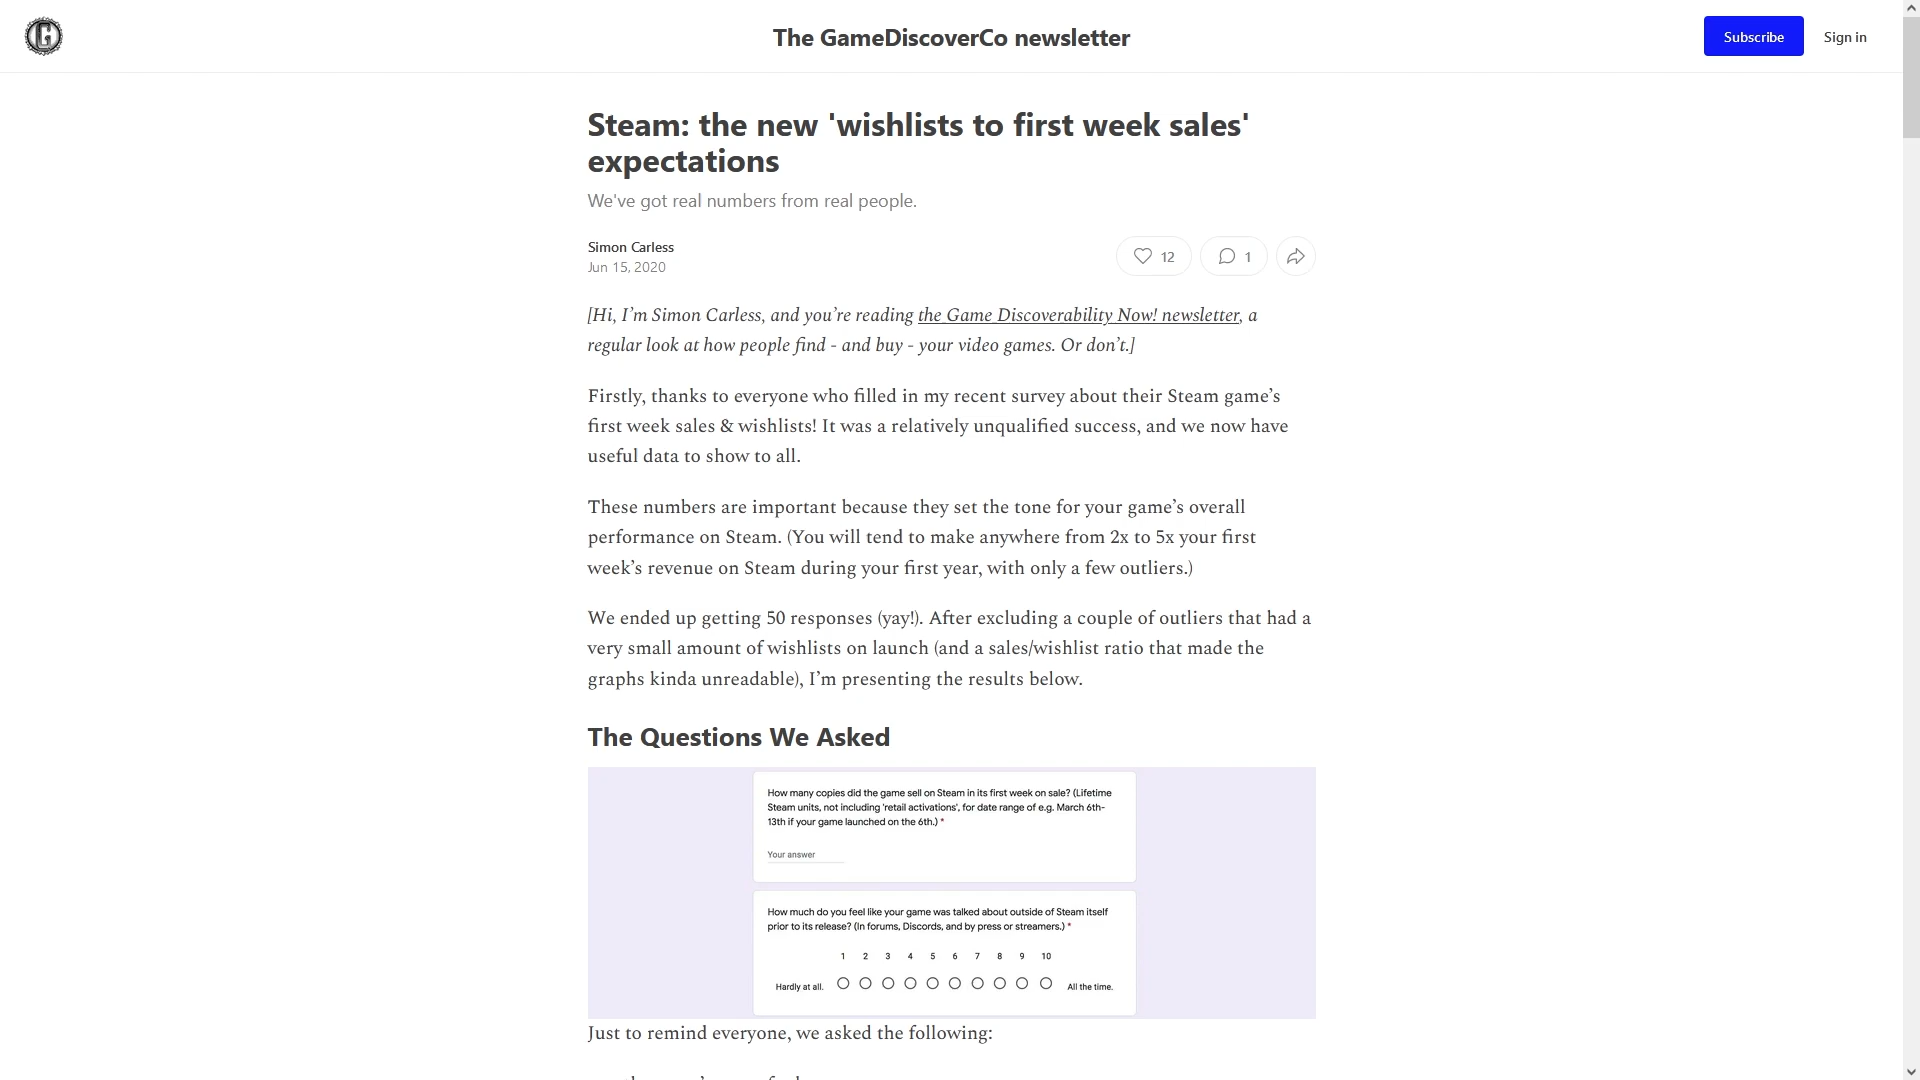 The GameDiscoverCo newsletter
Subscribe
Sign in
Steam: the new 'wishlists to first week sales'
expectations
We've got real numbers from real people.
Simon Carless
Jun 15, 2020
12
1
[Hi, I’m Simon Carless, and you’re reading the Game Discoverability Now! newsletter, a
regular look at how people find - and buy - your video games. Or don’t.]
Firstly, thanks to everyone who filled in my recent survey about their Steam game’s
first week sales & wishlists! It was a relatively unqualified success, and we now have
useful data to show to all.
These numbers are important because they set the tone for your game’s overall
performance on Steam. (You will tend to make anywhere from 2x to 5x your first
week’s revenue on Steam during your first year, with only a few outliers.)
We ended up getting 50 responses (yay!). After excluding a couple of outliers that had a
very small amount of wishlists on launch (and a sales/wishlist ratio that made the
graphs kinda unreadable), I’m presenting the results below.
The Questions We Asked
How many copies did the game sell on Steam in its first week on sale? (Lifetime
Steam units, not including 'retail activations', for date range of e.g. March 6th-
13th if your game launched on the 6th.) *
Your answer
How much do you feel like your game was talked about outside of Steam itself
prior to its release? (In forums, Discords, and by press or streamers.) *
1 2 3 4 5 6 7 8 9 10
Hardly at all. All the time.
Just to remind everyone, we asked the following: